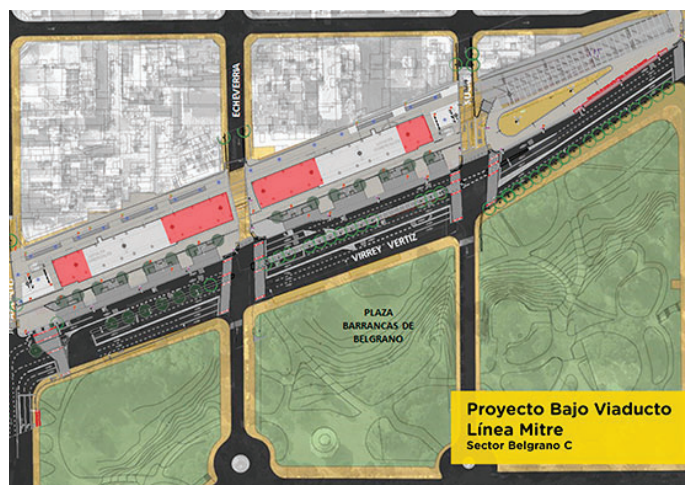 ECHEVERRIA
VIRREY VERTIZ
PLAZA
BARRANCAS DE
BELGRANO
Proyecto Bajo Viaducto
Línea Mitre
Sector Belgrano C